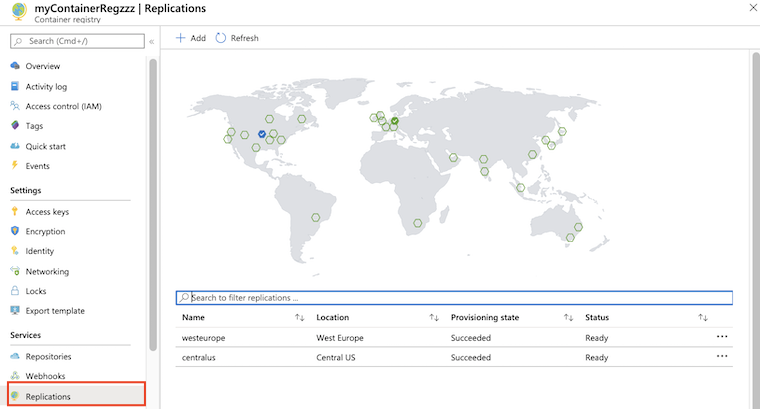 myContainerRegzzz | Replications
Container registry
Search (Cmd+/)
«
Overview
Activity log
Access control (IAM)
Tags
Quick start
Events
Settings
Access keys
Encryption
Identity
Networking
Locks
Export template
Services
Repositories
Webhooks
Replications
Add Refresh
Search to filter replications ...
Name Location Provisioning state Status
westeurope West Europe Succeeded Ready
centralus Central US Succeeded Ready